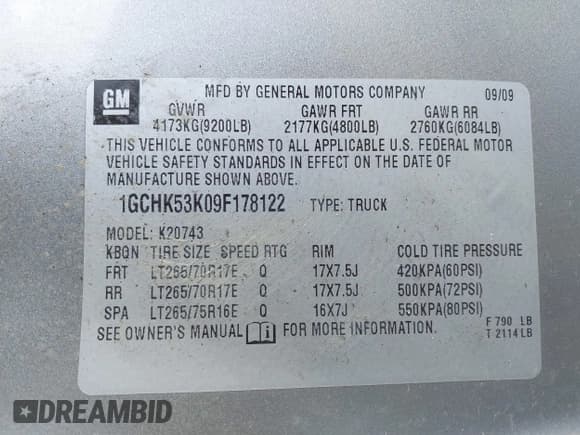 GM
MFD BY GENERAL MOTORS COMPANY 09/09
GVWR GAWR FRT GAWR RR
4173KG(9200LB) 2177KG(4800LB) 2760KG(6084LB)
THIS VEHICLE CONFORMS TO ALL APPLICABLE U.S. FEDERAL MOTOR
VEHICLE SAFETY STANDARDS IN EFFECT ON THE DATE OF
MANUFACTURE SHOWN ABOVE.
1GCHK53K09F178122 TYPE: TRUCK
MODEL: K20743
KBQN TIRE SIZE SPEED RTG RIM COLD TIRE PRESSURE
FRT LT265/70R17E Q 17X7.5J 420KPA(60PSI)
RR LT265/70R17E Q 17X7.5J 500KPA(72PSI)
SPA LT265/75R16E Q 16X7J 550KPA(80PSI)
SEE OWNER'S MANUAL FOR MORE INFORMATION.
F 790 LB
T 2114LB
DREAMBID